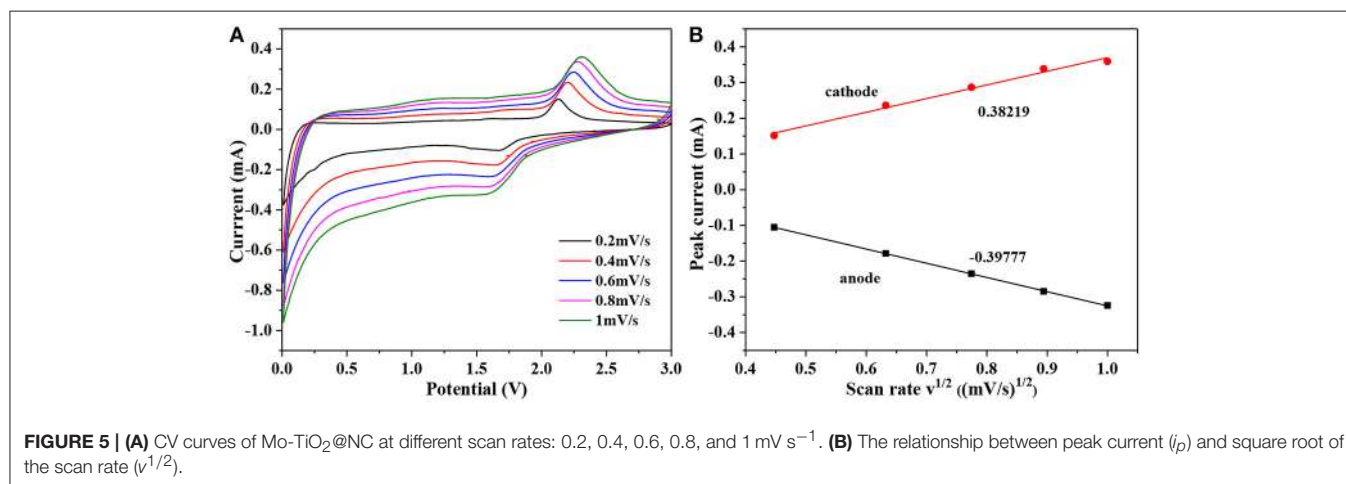 A
B
0.4
0.2
0.0
-0.2
-0.4
-0.6
-0.8
-1.0
Currrent (mA)
0.2mV/s
0.4mV/s
0.6mV/s
0.8mV/s
1mV/s
0.0 0.5 1.0 1.5 2.0 2.5 3.0
Potential (V)
0.4
0.3
0.2
0.1
0.0
-0.1
-0.2
-0.3
-0.4
Peak current (mA)
cathode
0.38219
-0.39777
anode
0.4 0.5 0.6 0.7 0.8 0.9 1.0
Scan rate v^1/2 ((mV/s)^1/2)
FIGURE 5 | (A) CV curves of Mo-TiO₂@NC at different scan rates: 0.2, 0.4, 0.6, 0.8, and 1 mV s⁻¹. (B) The relationship between peak current (i_p) and square root of
the scan rate (v^1/2).